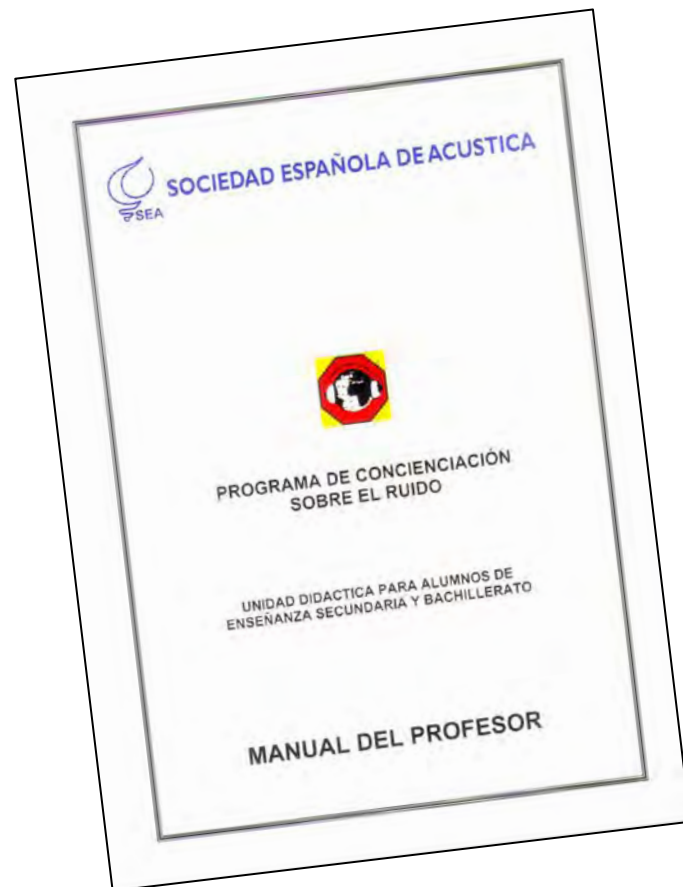 SOCIEDAD ESPAÑOLA DE ACUSTICA
SEA
PROGRAMA DE CONCIENCIACIÓN
SOBRE EL RUIDO
UNIDAD DIDACTICA PARA ALUMNOS DE
ENSEÑANZA SECUNDARIA Y BACHILLERATO
MANUAL DEL PROFESOR